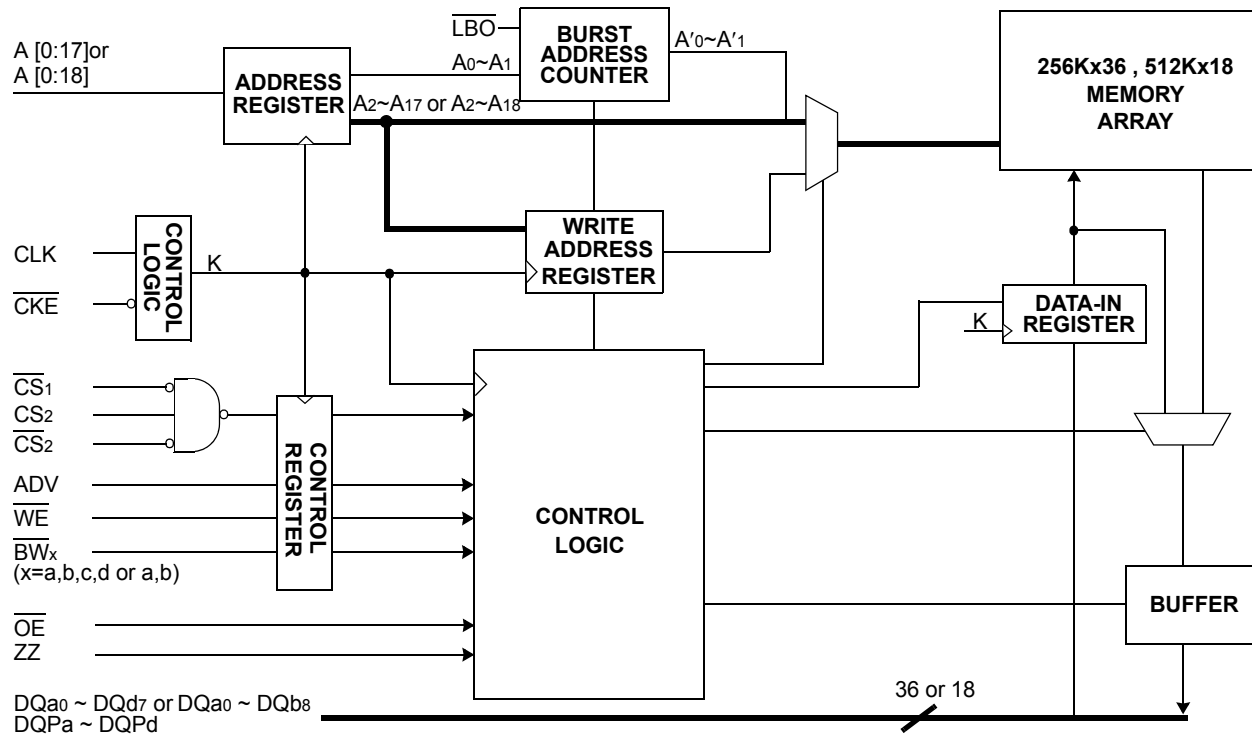 A [0:17]or
A [0:18]
ADDRESS
REGISTER
LBO
A0~A1
BURST
ADDRESS
COUNTER
A′0~A′1
A2~A17 or A2~A18
256Kx36 , 512Kx18
MEMORY
ARRAY
CLK
CKE
CONTROL
LOGIC
K
WRITE
ADDRESS
REGISTER
K
DATA-IN
REGISTER
CS1
CS2
CS2
ADV
WE
BWx
(x=a,b,c,d or a,b)
CONTROL
REGISTER
CONTROL
LOGIC
BUFFER
OE
ZZ
DQa0 ~ DQd7 or DQa0 ~ DQb8
DQPa ~ DQPd
36 or 18